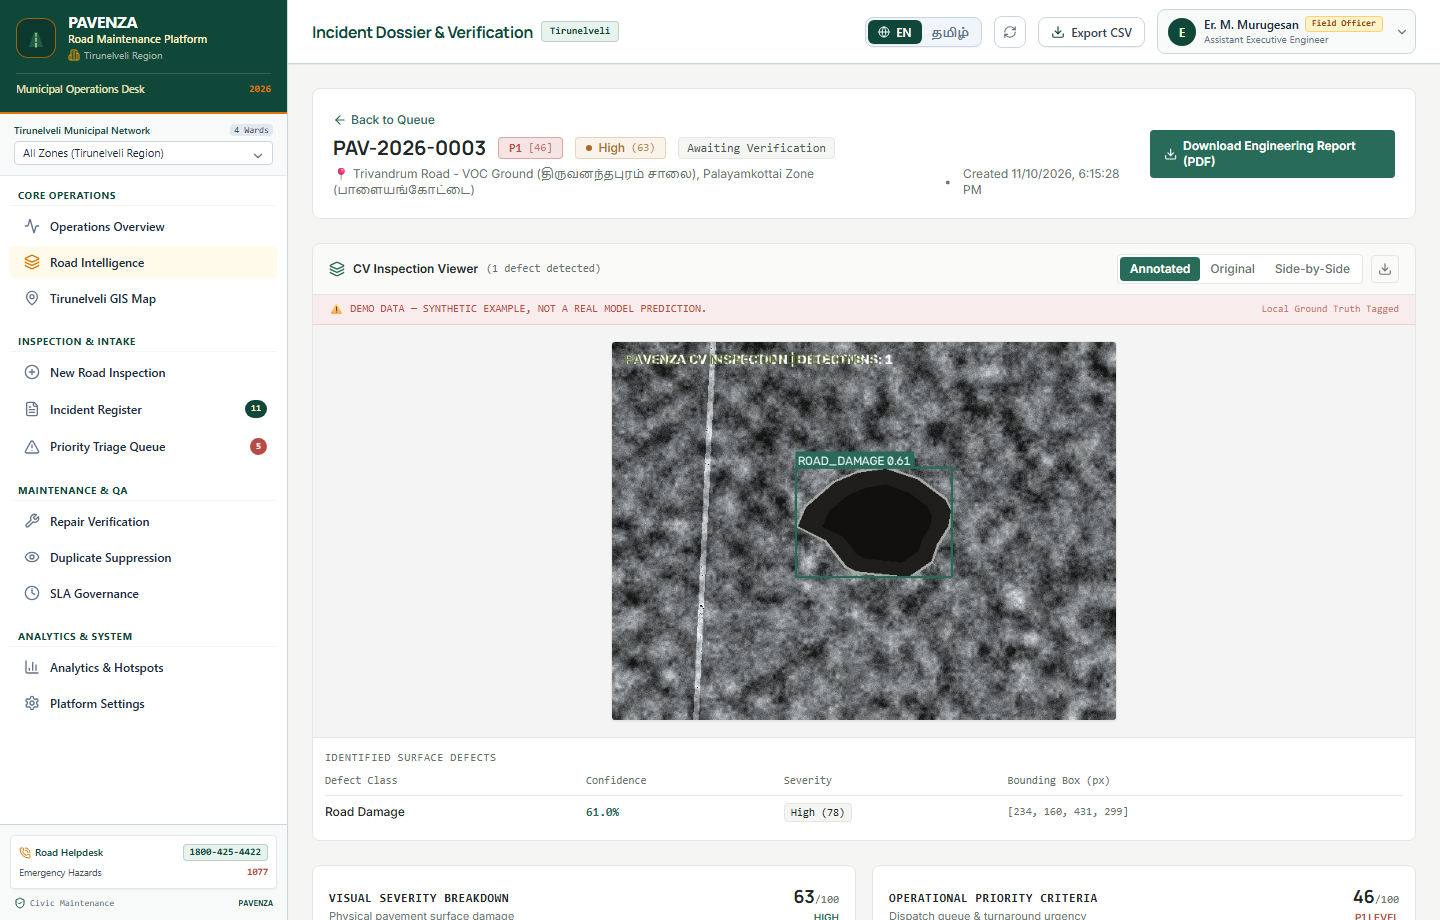 PAVENZA
Road Maintenance Platform
Tirunelveli Region
Municipal Operations Desk
2026
Tirunelveli Municipal Network
4 Wards
All Zones (Tirunelveli Region)
CORE OPERATIONS
Operations Overview
Road Intelligence
Tirunelveli GIS Map
INSPECTION & INTAKE
New Road Inspection
Incident Register
11
Priority Triage Queue
5
MAINTENANCE & QA
Repair Verification
Duplicate Suppression
SLA Governance
ANALYTICS & SYSTEM
Analytics & Hotspots
Platform Settings
Road Helpdesk
1800-425-4422
Emergency Hazards
1077
Civic Maintenance
PAVENZA
Incident Dossier & Verification
Tirunelveli
EN
தமிழ்
Export CSV
E
Er. M. Murugesan
Field Officer
Assistant Executive Engineer
Back to Queue
PAV-2026-0003
P1 [46]
High (63)
Awaiting Verification
Trivandrum Road - VOC Ground (திருவனந்தபுரம் சாலை), Palayamkottai Zone
(பாளையங்கோட்டை)
• Created 11/10/2026, 6:15:28
PM
Download Engineering Report
(PDF)
CV Inspection Viewer (1 defect detected)
Annotated
Original
Side-by-Side
DEMO DATA — SYNTHETIC EXAMPLE, NOT A REAL MODEL PREDICTION.
Local Ground Truth Tagged
PAVENZA CV INSPECTION | DETECTIONS: 1
ROAD_DAMAGE 0.61
IDENTIFIED SURFACE DEFECTS
Defect Class
Confidence
Severity
Bounding Box (px)
Road Damage
61.0%
High (78)
[234, 160, 431, 299]
VISUAL SEVERITY BREAKDOWN
63/100
Physical pavement surface damage
HIGH
OPERATIONAL PRIORITY CRITERIA
46/100
Dispatch queue & turnaround urgency
P1 LEVEL